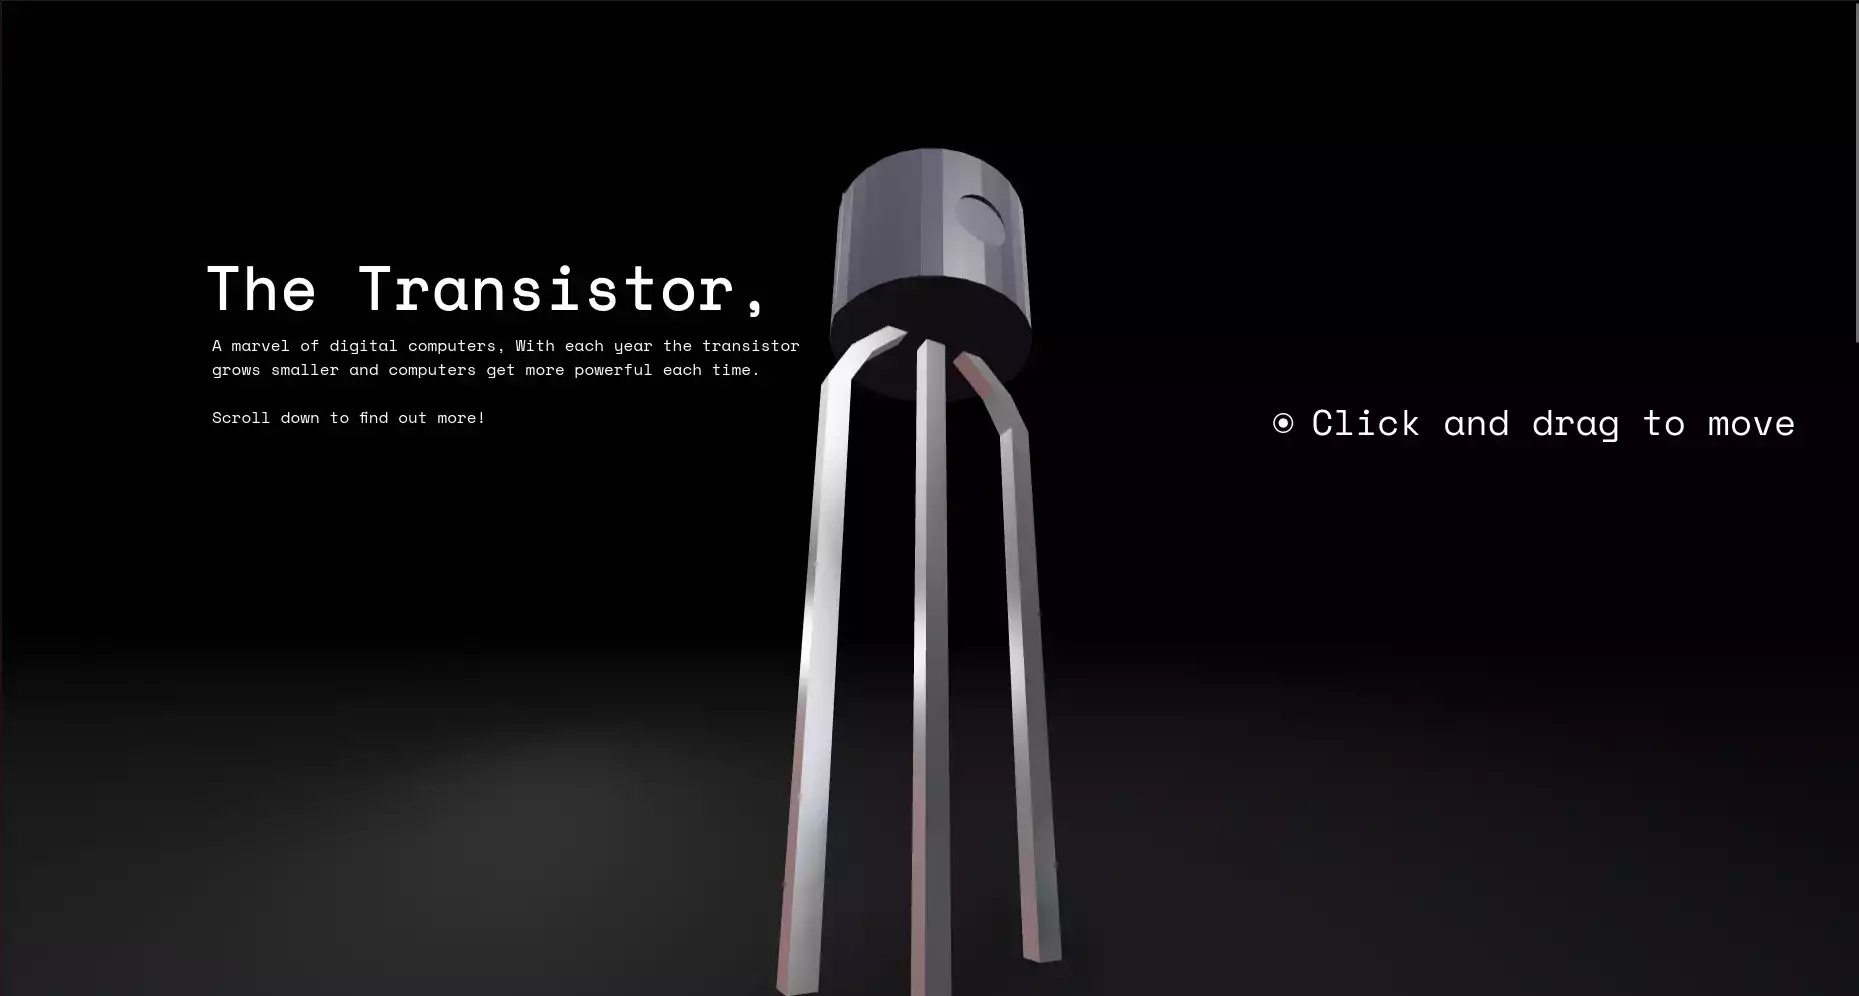 The Transistor,
A marvel of digital computers, With each year the transistor
grows smaller and computers get more powerful each time.
Scroll down to find out more!
Click and drag to move